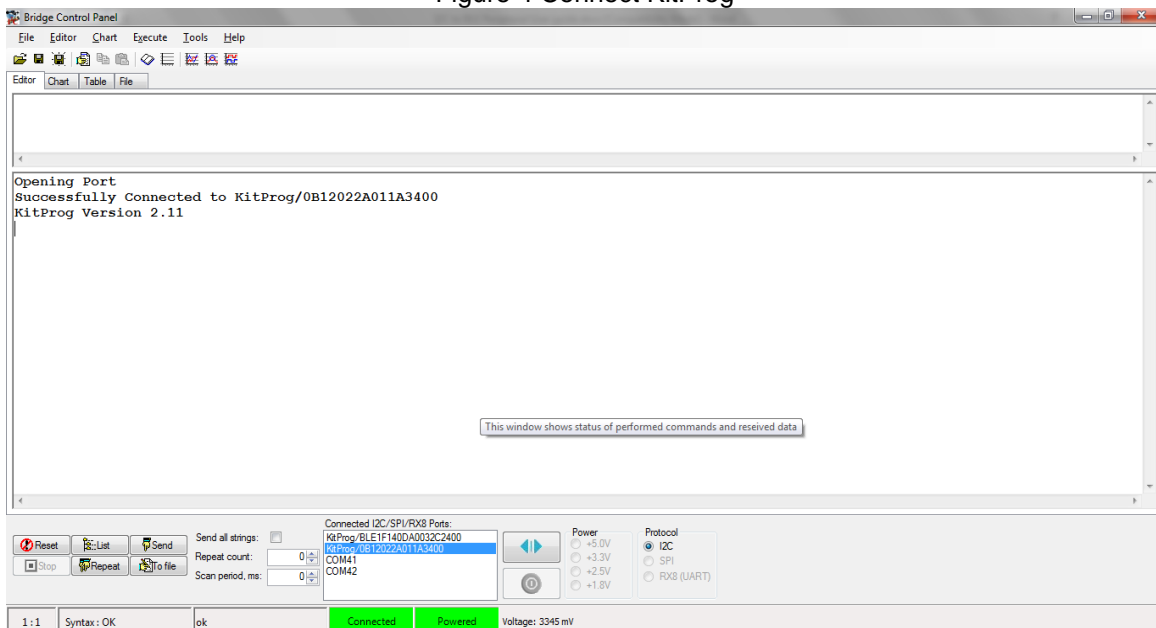 Bridge Control Panel
File Editor Chart Execute Tools Help
Editor Chart Table File
Opening Port
Successfully Connected to KitProg/0B12022A011A3400
KitProg Version 2.11
This window shows status of performed commands and reseived data
Connected I2C/SPI/RX8 Ports:
KitProg/BLE1F140DA0032C2400
KitProg/0B12022A011A3400
COM41
COM42
Reset List Send
Stop Repeat To file
Send all strings:
Repeat count: 0
Scan period, ms: 0
Power
+5.0V
+3.3V
+2.5V
+1.8V
Protocol
I2C
SPI
RX8 (UART)
1:1 Syntax: OK ok Connected Powered Voltage: 3345 mV